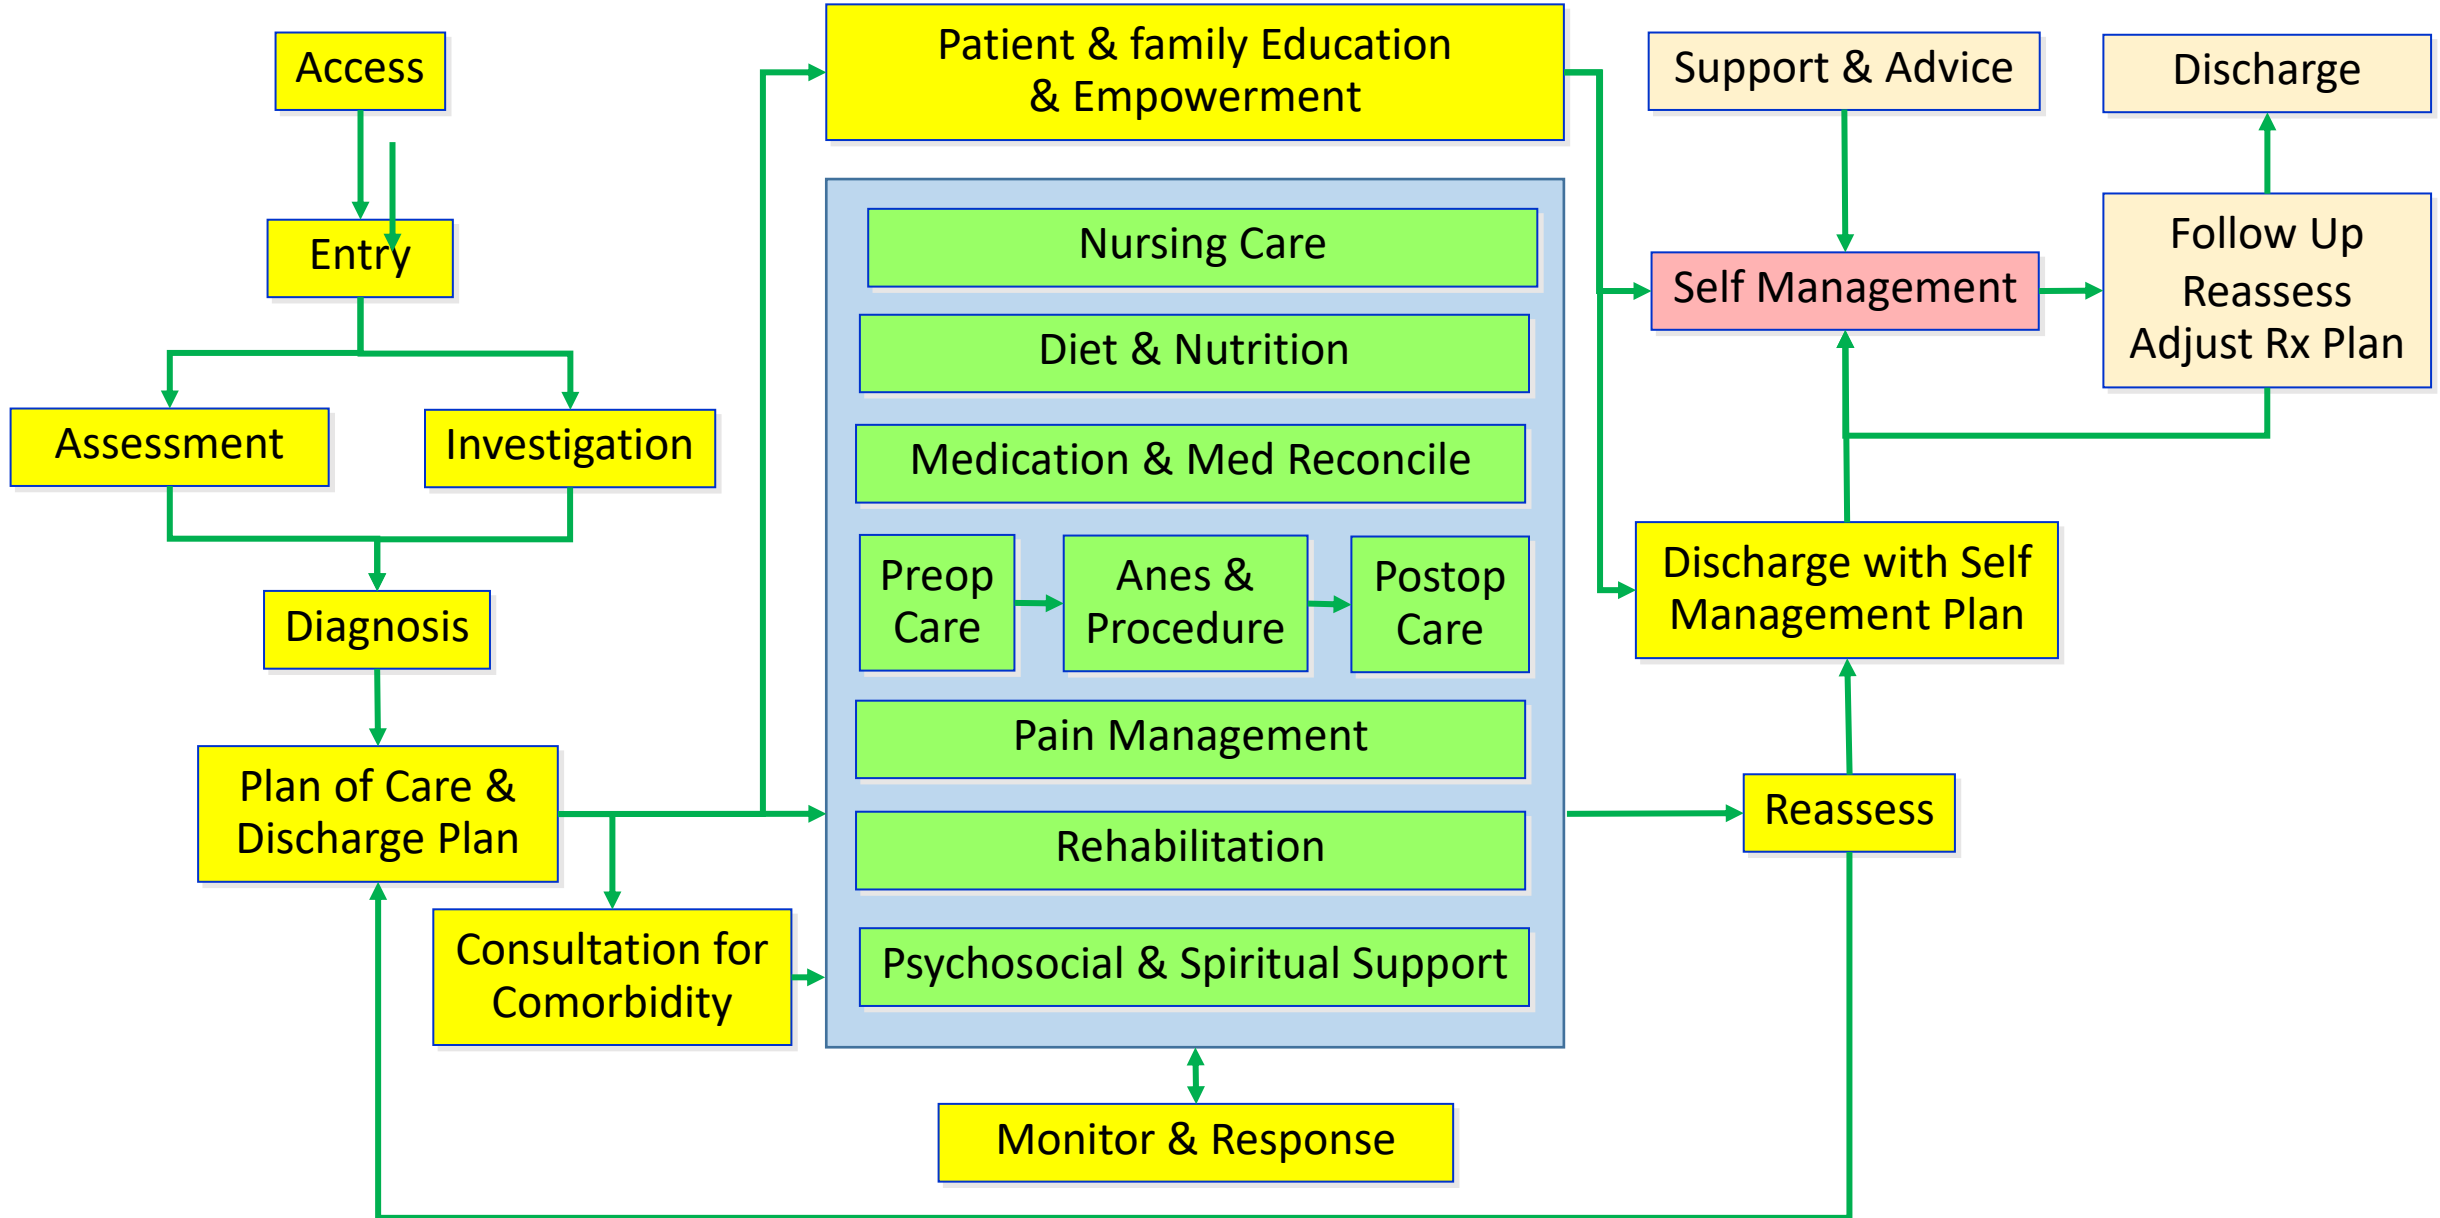 Access
Entry
Assessment
Investigation
Diagnosis
Plan of Care &
Discharge Plan
Consultation for
Comorbidity
Patient & family Education
& Empowerment
Nursing Care
Diet & Nutrition
Medication & Med Reconcile
Preop
Care
Anes &
Procedure
Postop
Care
Pain Management
Rehabilitation
Psychosocial & Spiritual Support
Monitor & Response
Support & Advice
Self Management
Discharge with Self
Management Plan
Reassess
Discharge
Follow Up
Reassess
Adjust Rx Plan